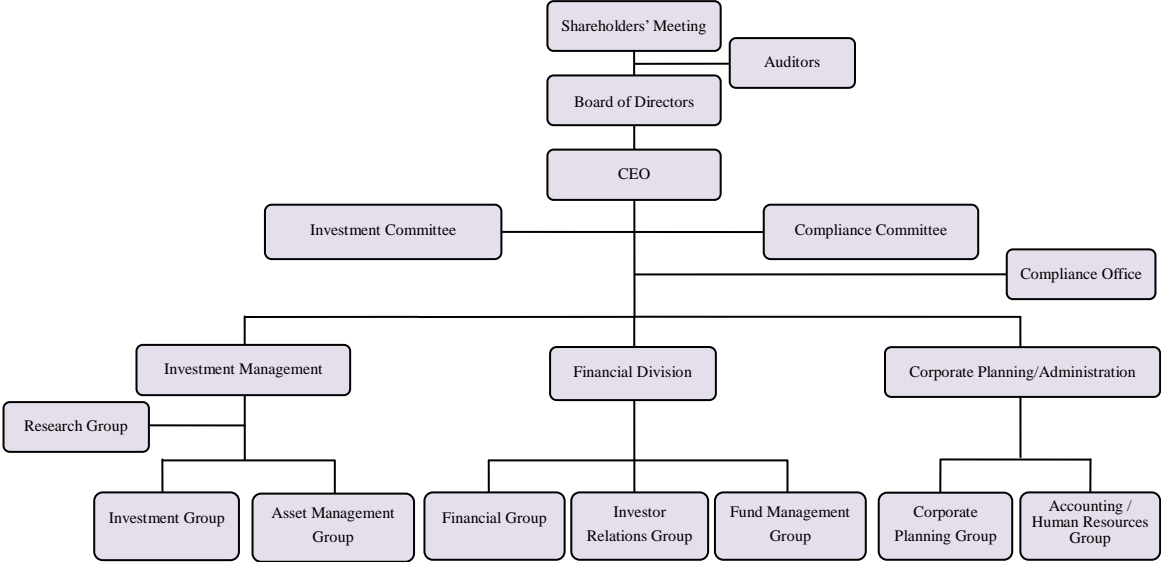 Shareholders’ Meeting
Auditors
Board of Directors
CEO
Investment Committee
Compliance Committee
Compliance Office
Investment Management
Financial Division
Corporate Planning/Administration
Research Group
Investment Group
Asset Management
Group
Financial Group
Investor
Relations Group
Fund Management
Group
Corporate
Planning Group
Accounting /
Human Resources
Group